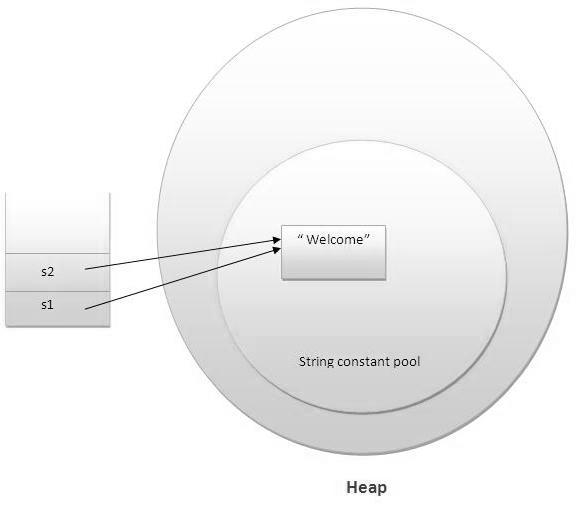 s2
s1
“ Welcome”
String constant pool
Heap